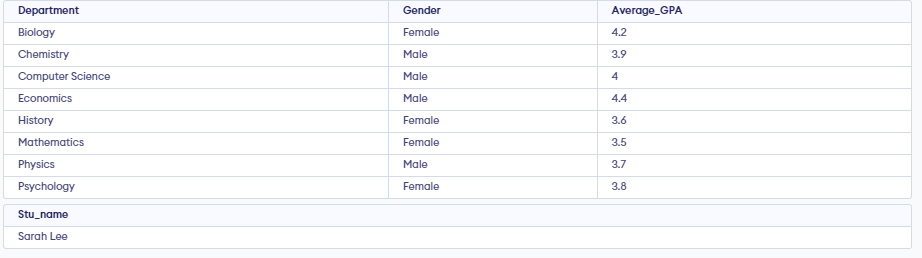 Department Gender Average_GPA
Biology Female 4.2
Chemistry Male 3.9
Computer Science Male 4
Economics Male 4.4
History Female 3.6
Mathematics Female 3.5
Physics Male 3.7
Psychology Female 3.8
Stu_name
Sarah Lee